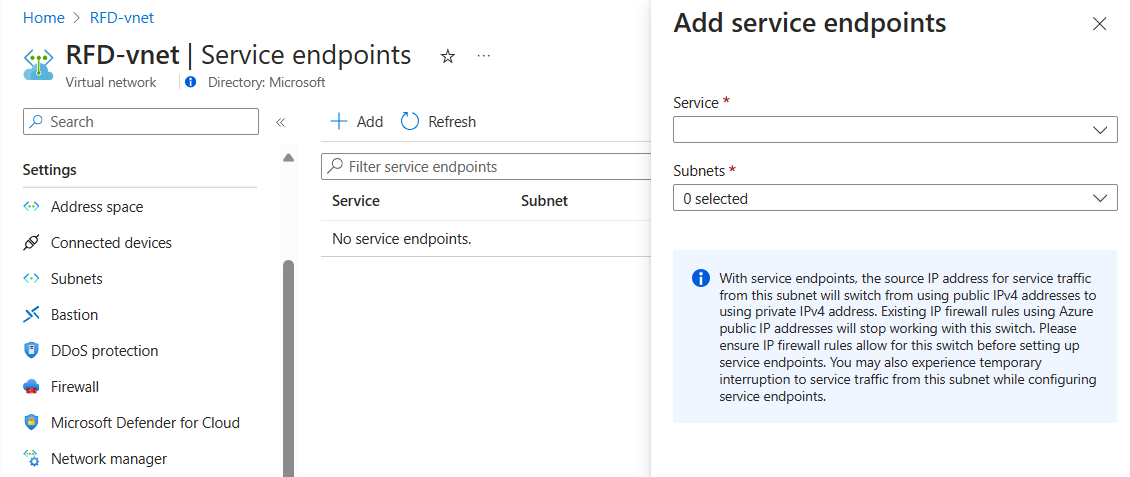 Home > RFD-vnet
RFD-vnet | Service endpoints
Virtual network
Directory: Microsoft
Search
Settings
Address space
Connected devices
Subnets
Bastion
DDoS protection
Firewall
Microsoft Defender for Cloud
Network manager
Add
Refresh
Filter service endpoints
Service Subnet
No service endpoints.
Add service endpoints
Service *
Subnets *
0 selected
With service endpoints, the source IP address for service traffic
from this subnet will switch from using public IPv4 addresses to
using private IPv4 address. Existing IP firewall rules using Azure
public IP addresses will stop working with this switch. Please
ensure IP firewall rules allow for this switch before setting up
service endpoints. You may also experience temporary
interruption to service traffic from this subnet while configuring
service endpoints.